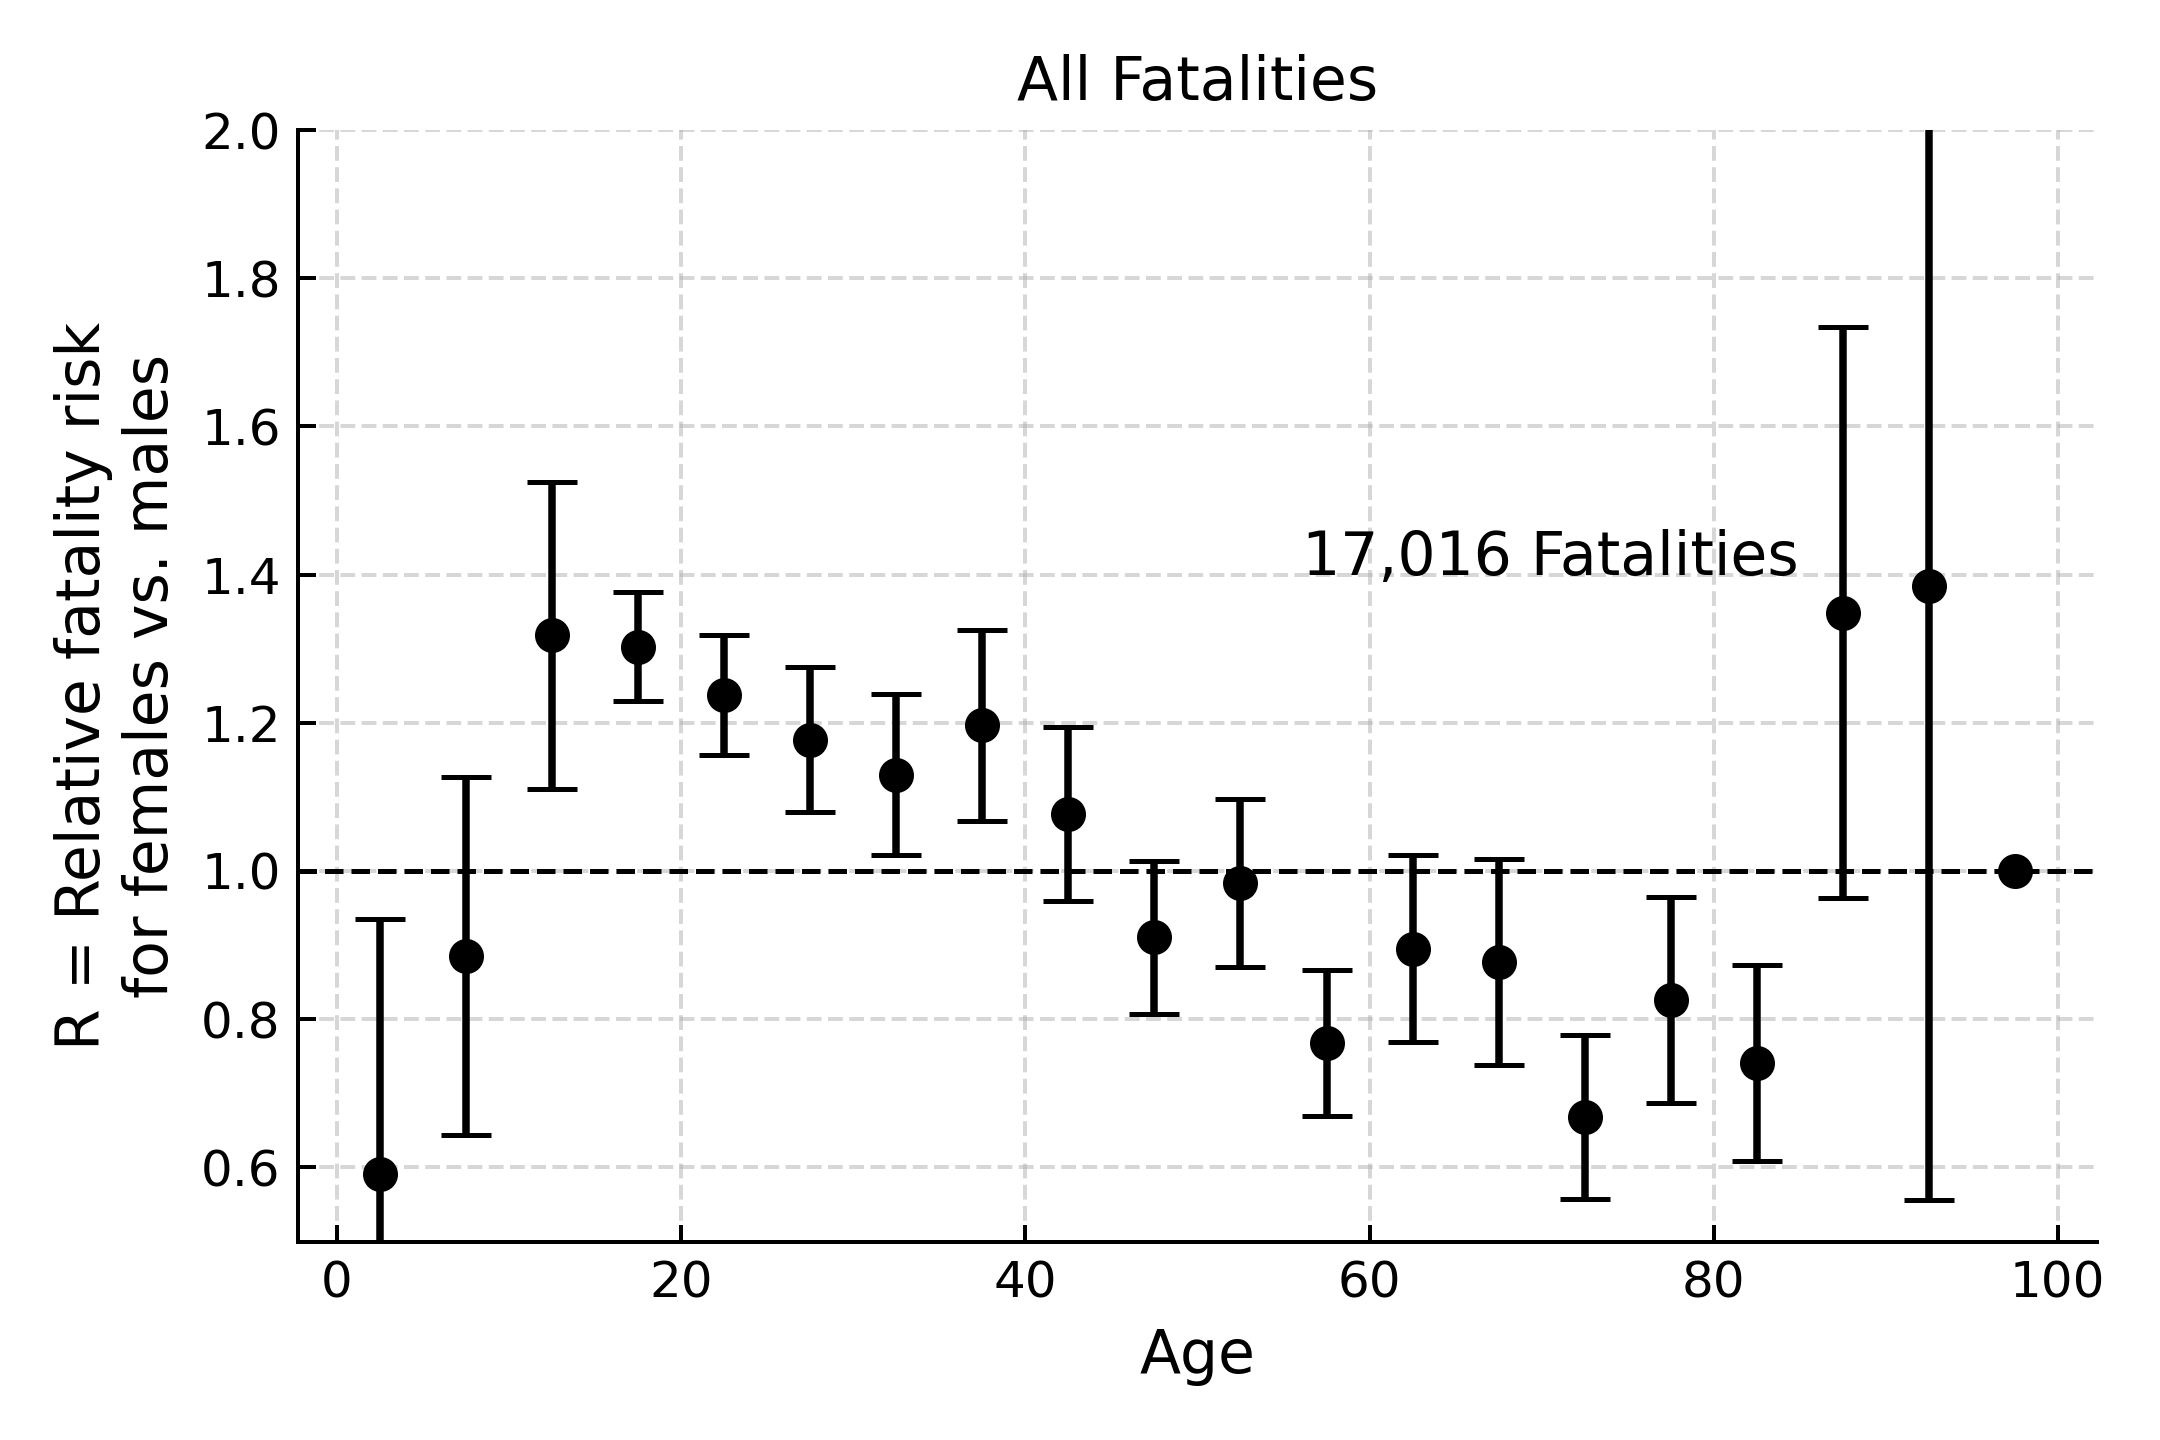 All Fatalities
R = Relative fatality risk
for females vs. males
2.0
1.8
1.6
1.4
1.2
1.0
0.8
0.6
17,016 Fatalities
0 20 40 60 80 100
Age